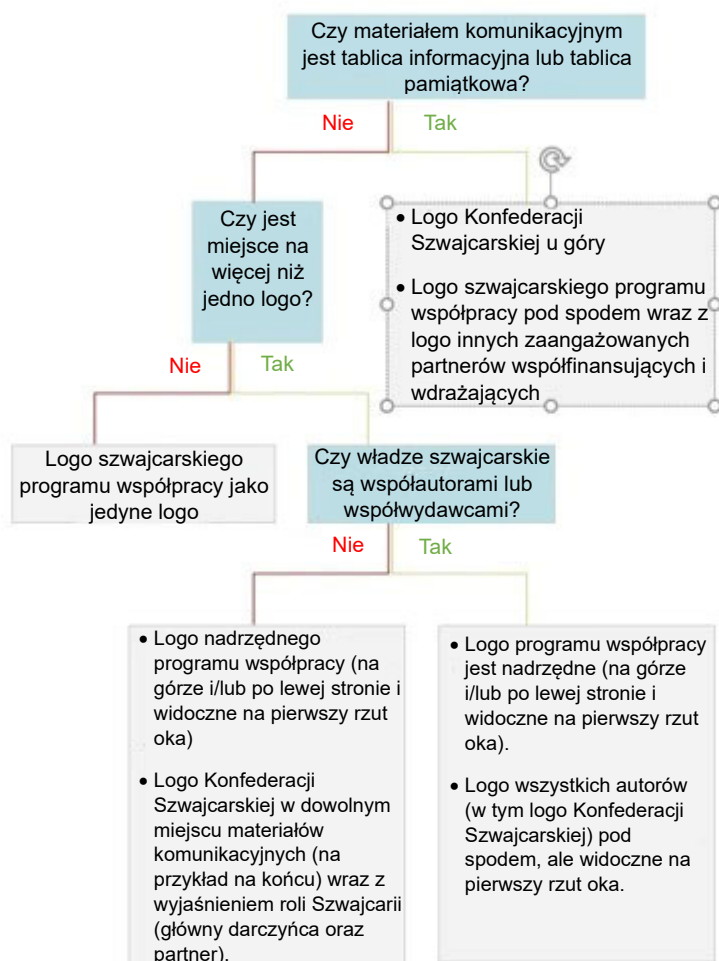 Czy materiałem komunikacyjnym
jest tablica informacyjna lub tablica
pamiątkowa?
Nie
Tak
Czy jest
miejsce na
więcej niż
jedno logo?
• Logo Konfederacji
Szwajcarskiej u góry
• Logo szwajcarskiego programu
współpracy pod spodem wraz z
logo innych zaangażowanych
partnerów współfinansujących i
wdrażających
Nie
Tak
Logo szwajcarskiego
programu współpracy jako
jedyne logo
Czy władze szwajcarskie
są współautorami lub
współwydawcami?
Nie
Tak
• Logo nadrzędnego
programu współpracy (na
górze i/lub po lewej stronie i
widoczne na pierwszy rzut
oka)
• Logo Konfederacji
Szwajcarskiej w dowolnym
miejscu materiałów
komunikacyjnych (na
przykład na końcu) wraz z
wyjaśnieniem roli Szwajcarii
(główny darczyńca oraz
partner).
• Logo programu współpracy
jest nadrzędne (na górze
i/lub po lewej stronie i
widoczne na pierwszy rzut
oka).
• Logo wszystkich autorów
(w tym logo Konfederacji
Szwajcarskiej) pod
spodem, ale widoczne na
pierwszy rzut oka.